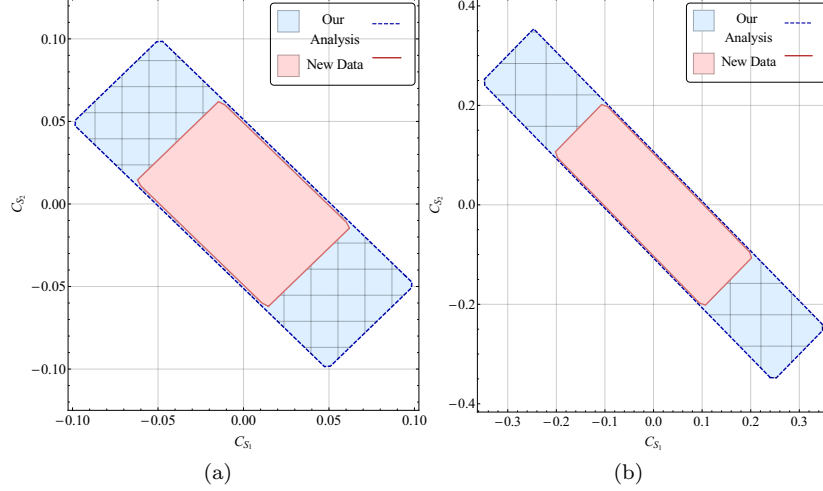 Our
Analysis
New Data
0.10
0.05
0.00
−0.05
−0.10
C_{S_2}
−0.10 −0.05 0.00 0.05 0.10
C_{S_1}
(a)
Our
Analysis
New Data
0.4
0.2
0.0
−0.2
−0.4
C_{S_2}
−0.3 −0.2 −0.1 0.0 0.1 0.2 0.3
C_{S_1}
(b)